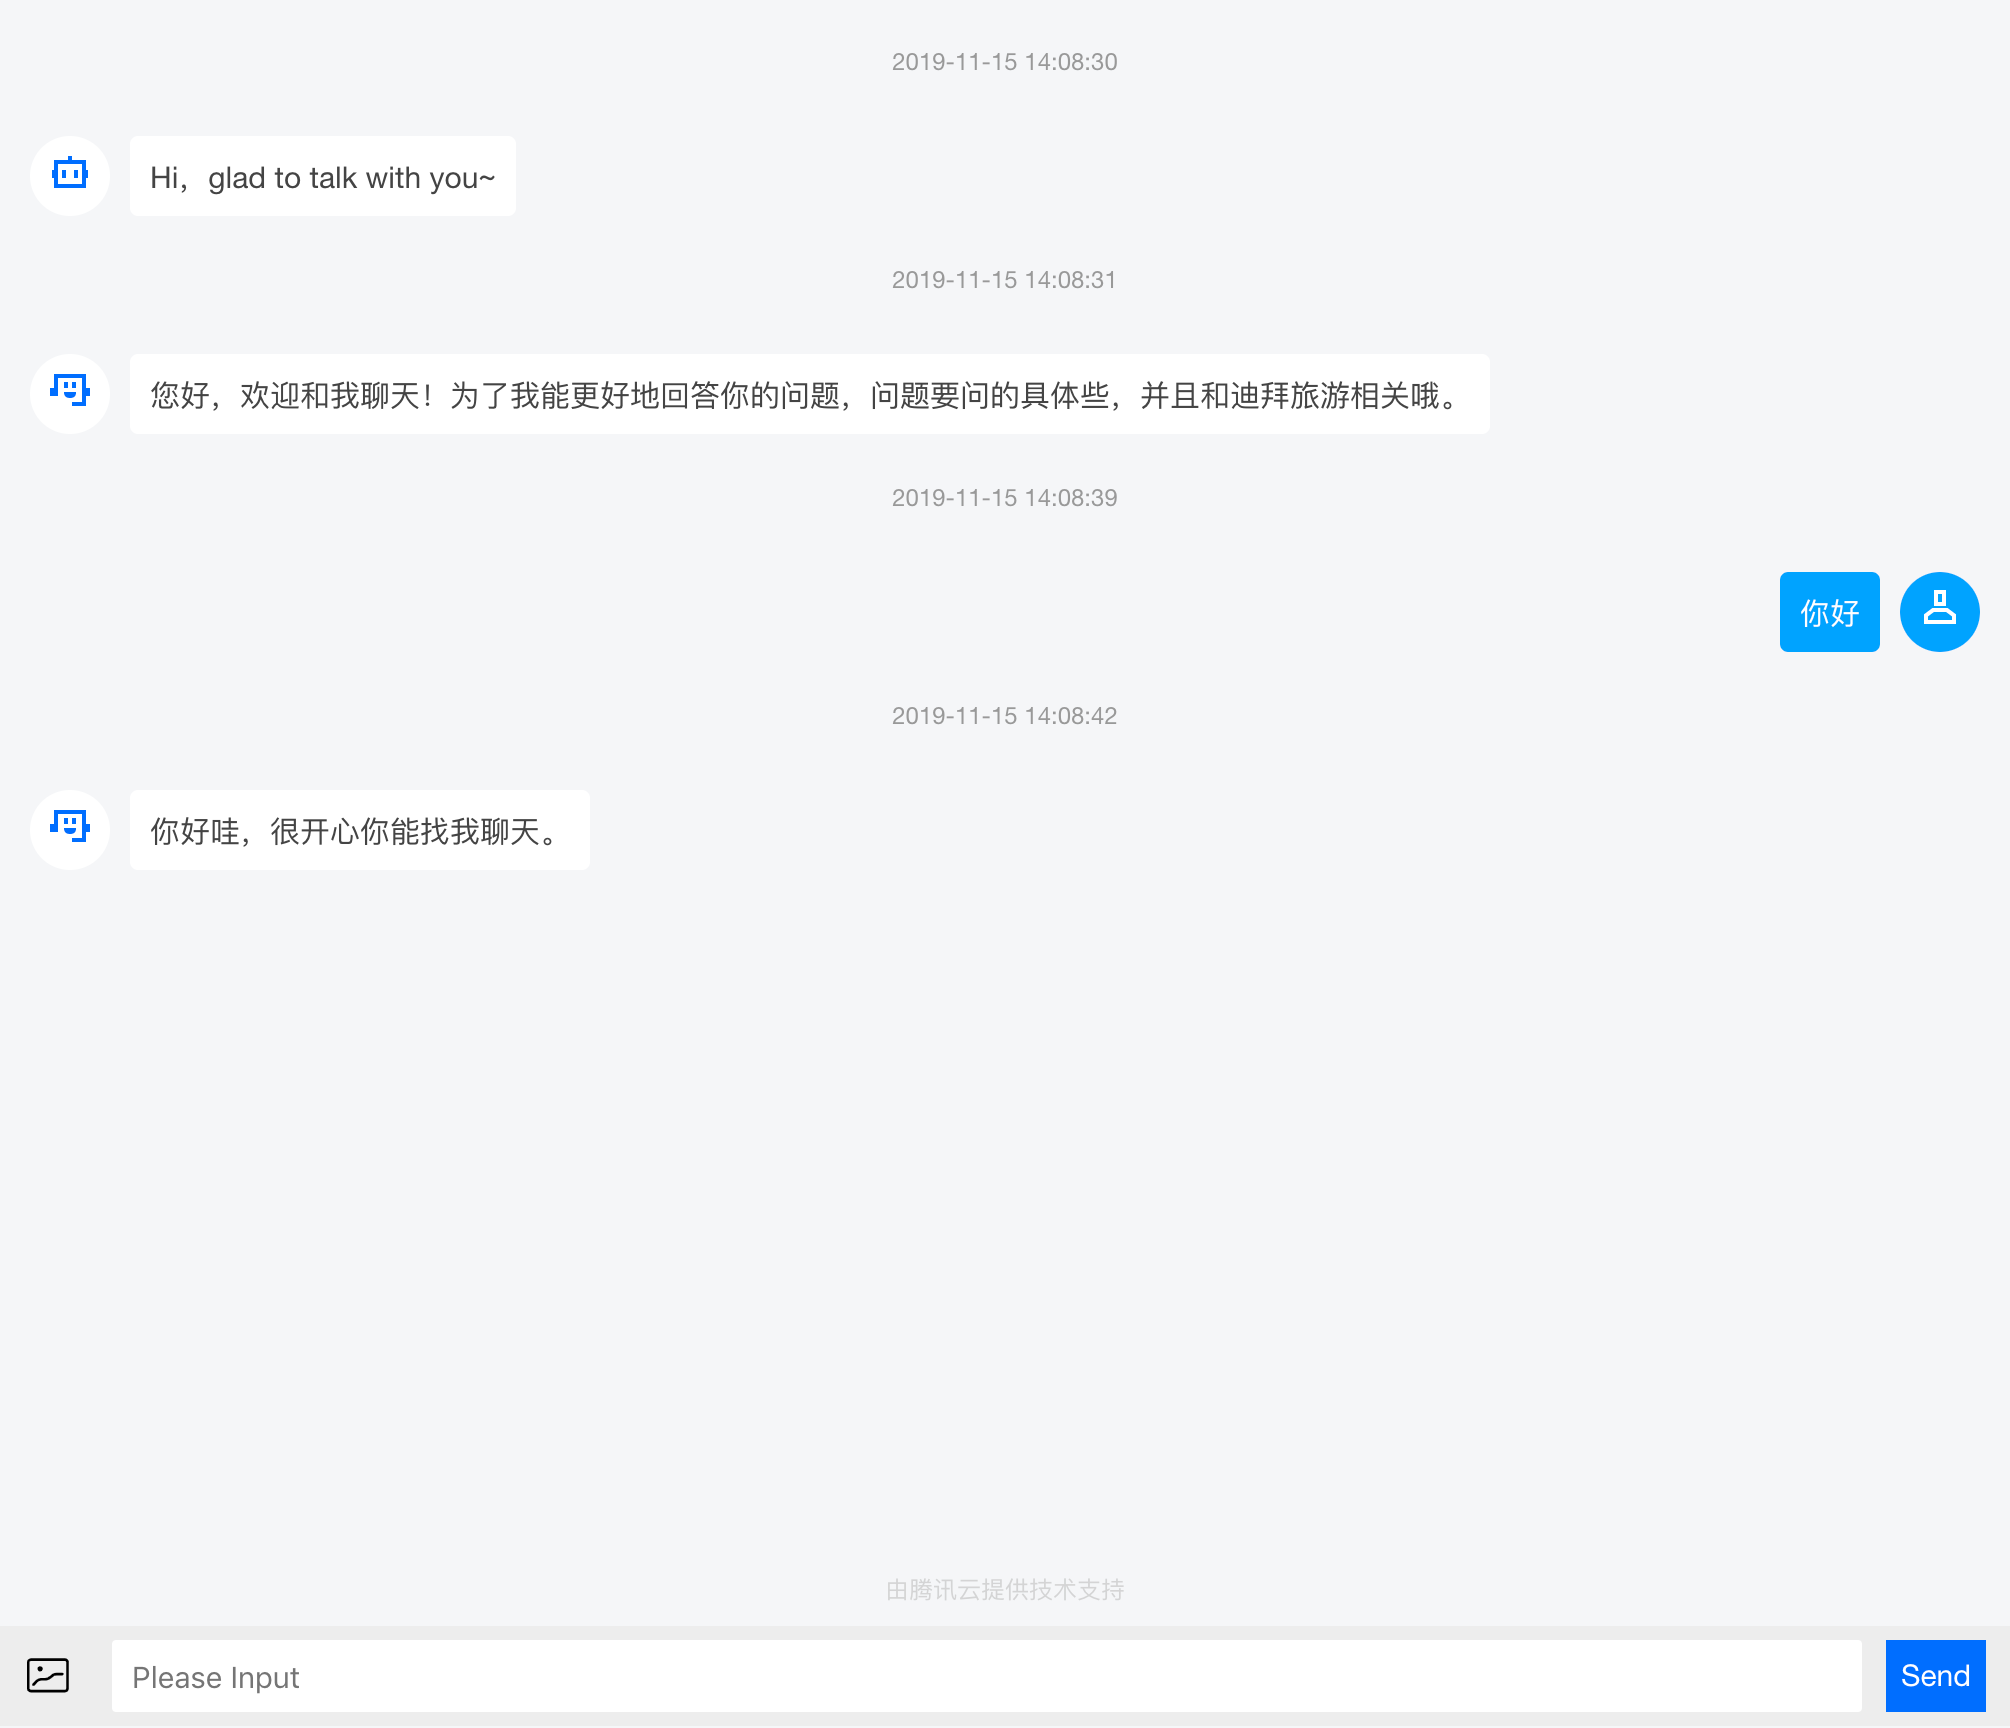 2019-11-15 14:08:30
Hi，glad to talk with you~
2019-11-15 14:08:31
您好，欢迎和我聊天！为了我能更好地回答你的问题，问题要问的具体些，并且和迪拜旅游相关哦。
2019-11-15 14:08:39
你好
2019-11-15 14:08:42
你好哇，很开心你能找我聊天。
由腾讯云提供技术支持
Please Input
Send